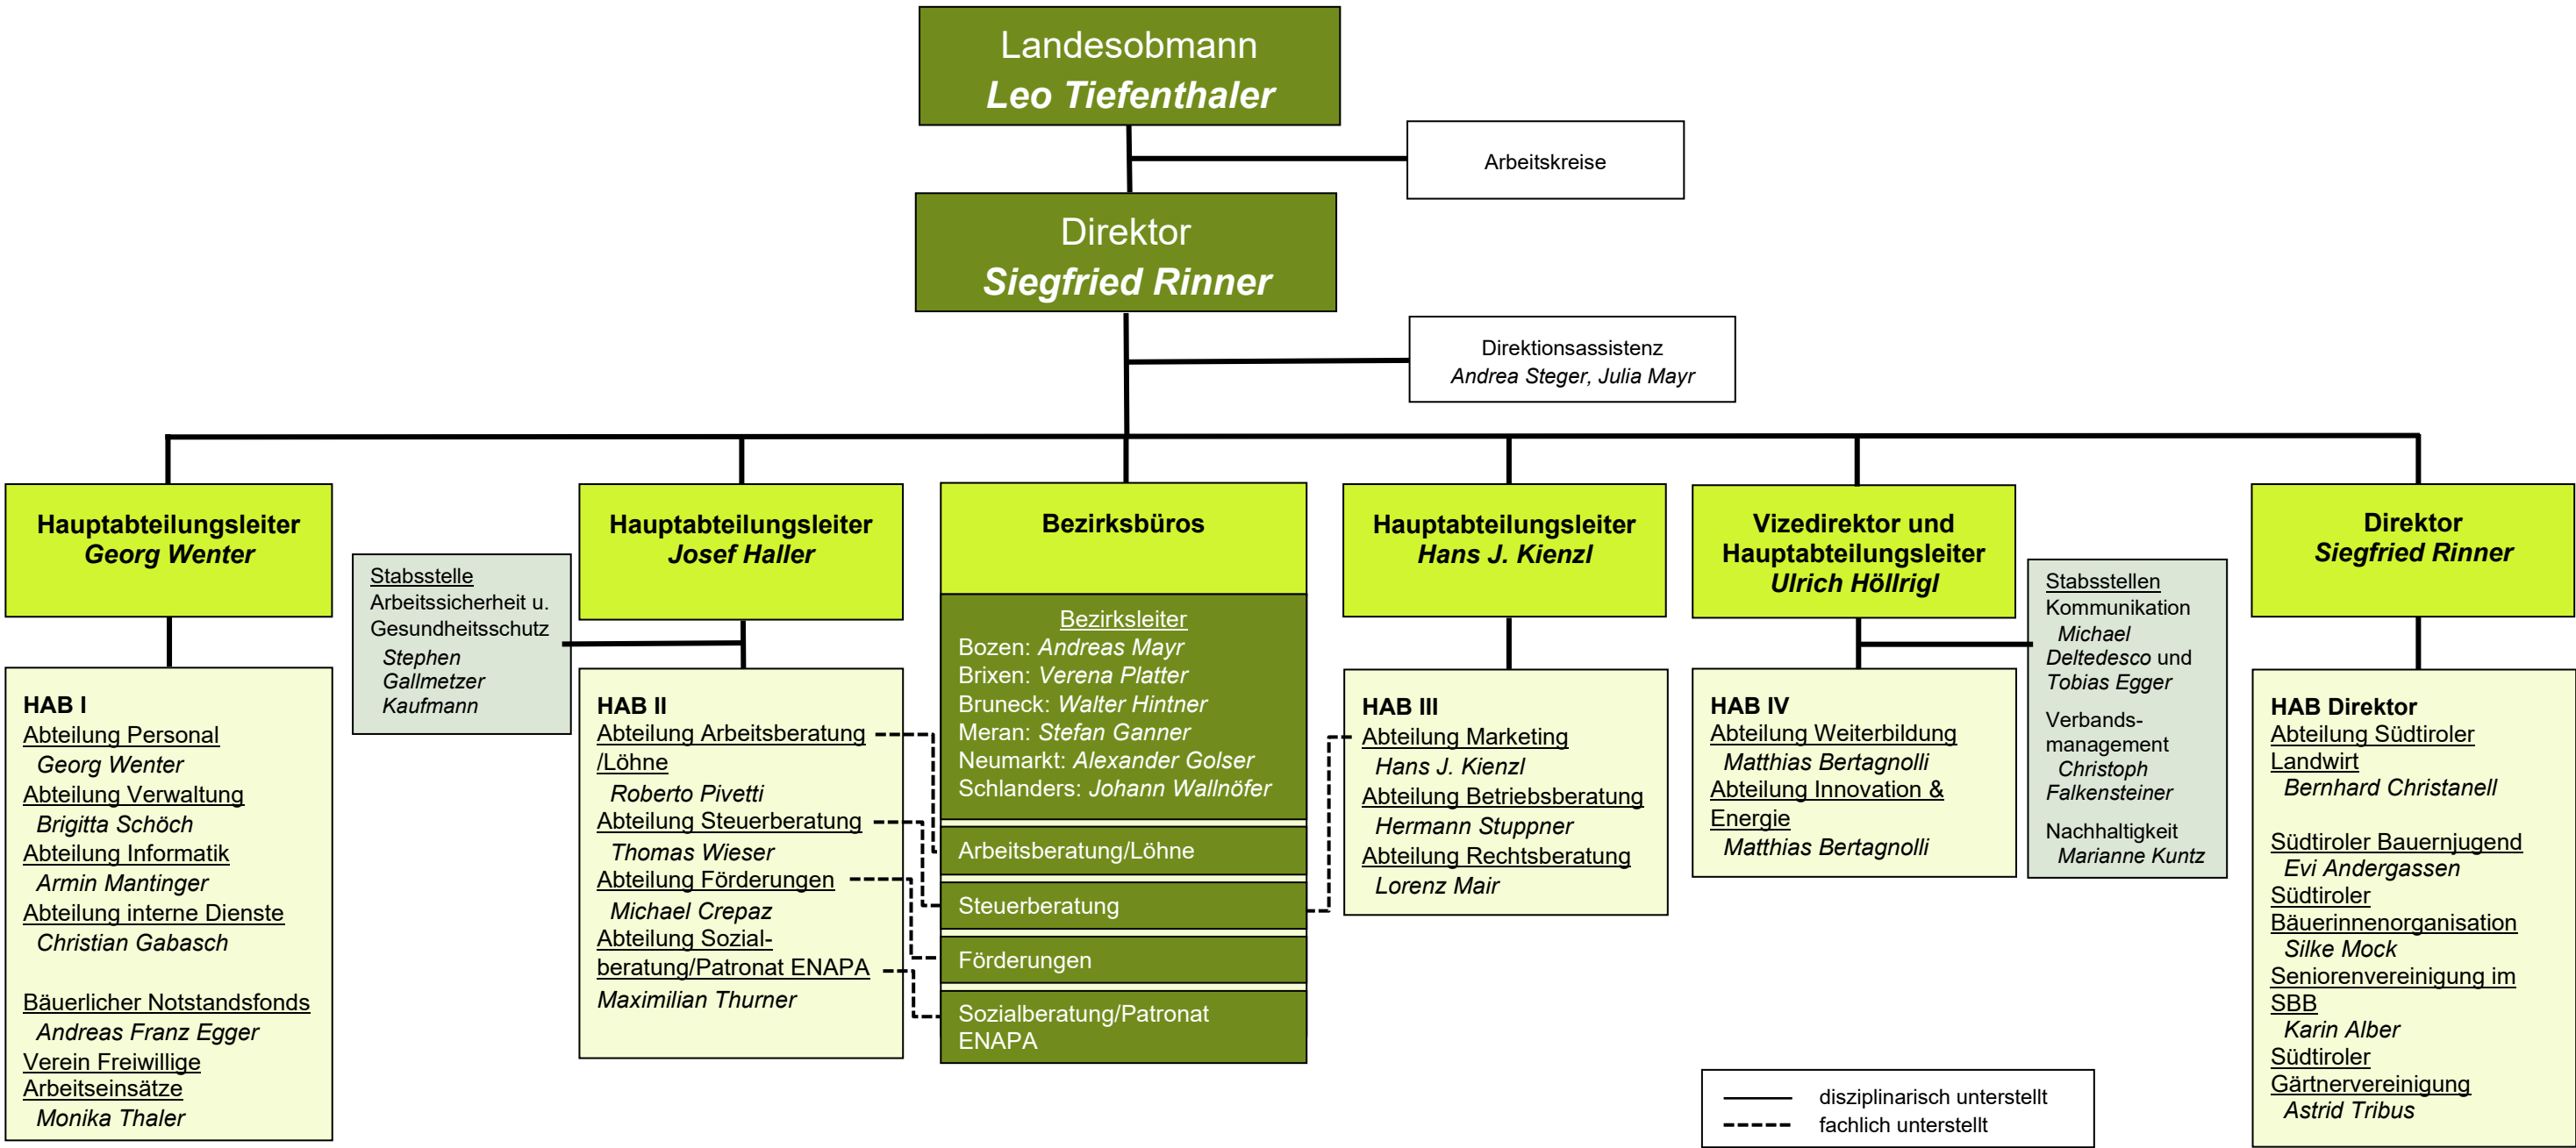 Landesobmann
Leo Tiefenthaler
Arbeitskreise
Direktor
Siegfried Rinner
Direktionsassistenz
Andrea Steger, Julia Mayr
Hauptabteilungsleiter
Georg Wenter
HAB I
Abteilung Personal
Georg Wenter
Abteilung Verwaltung
Brigitta Schöch
Abteilung Informatik
Armin Mantinger
Abteilung interne Dienste
Christian Gabasch
Bäuerlicher Notstandsfonds
Andreas Franz Egger
Verein Freiwillige
Arbeitseinsätze
Monika Thaler
Stabsstelle
Arbeitssicherheit u.
Gesundheitsschutz
Stephen
Gallmetzer
Kaufmann
Hauptabteilungsleiter
Josef Haller
HAB II
Abteilung Arbeitsberatung
/Löhne
Roberto Pivetti
Abteilung Steuerberatung
Thomas Wieser
Abteilung Förderungen
Michael Crepaz
Abteilung Sozial-
beratung/Patronat ENAPA
Maximilian Thurner
Bezirksbüros
Bezirksleiter
Bozen: Andreas Mayr
Brixen: Verena Platter
Bruneck: Walter Hintner
Meran: Stefan Ganner
Neumarkt: Alexander Golser
Schlanders: Johann Wallnöfer
Arbeitsberatung/Löhne
Steuerberatung
Förderungen
Sozialberatung/Patronat
ENAPA
Hauptabteilungsleiter
Hans J. Kienzl
HAB III
Abteilung Marketing
Hans J. Kienzl
Abteilung Betriebsberatung
Hermann Stuppner
Abteilung Rechtsberatung
Lorenz Mair
Vizedirektor und
Hauptabteilungsleiter
Ulrich Höllrigl
HAB IV
Abteilung Weiterbildung
Matthias Bertagnolli
Abteilung Innovation &
Energie
Matthias Bertagnolli
Stabsstellen
Kommunikation
Michael
Deltedesco und
Tobias Egger
Verbands-
management
Christoph
Falkensteiner
Nachhaltigkeit
Marianne Kuntz
Direktor
Siegfried Rinner
HAB Direktor
Abteilung Südtiroler
Landwirt
Bernhard Christanell
Südtiroler Bauernjugend
Evi Andergassen
Südtiroler
Bäuerinnenorganisation
Silke Mock
Seniorenvereinigung im
SBB
Karin Alber
Südtiroler
Gärtnervereinigung
Astrid Tribus
disziplinarisch unterstellt
fachlich unterstellt